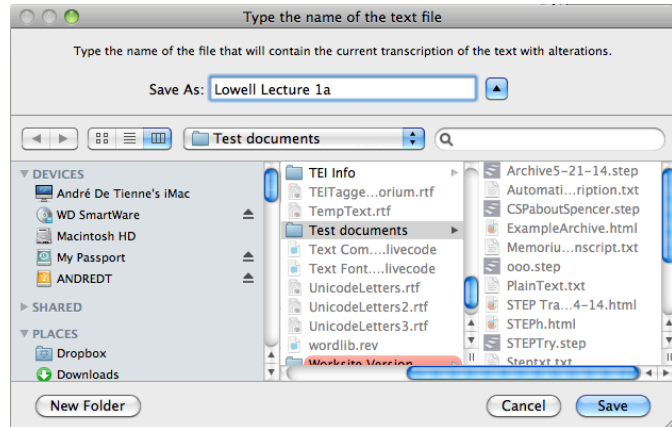 Type the name of the text file
Type the name of the file that will contain the current transcription of the text with alterations.
Save As: Lowell Lecture 1a
Test documents
DEVICES
André De Tienne's iMac
WD SmartWare
Macintosh HD
My Passport
ANDREDT
SHARED
PLACES
Dropbox
Downloads
TEI Info
TEITagge...orium.rtf
TempText.rtf
Test documents
Text Com....livecode
Text Font....livecode
UnicodeLetters.rtf
UnicodeLetters2.rtf
UnicodeLetters3.rtf
wordlib.rev
Worksite Version
Archive5-21-14.step
Automati...ription.txt
CSPaboutSpencer.step
ExampleArchive.html
Memoriu...nscript.txt
ooo.step
PlainText.txt
STEP Tra...4-14.html
STEPh.html
STEPTry.step
Steptxt.txt
New Folder
Cancel
Save